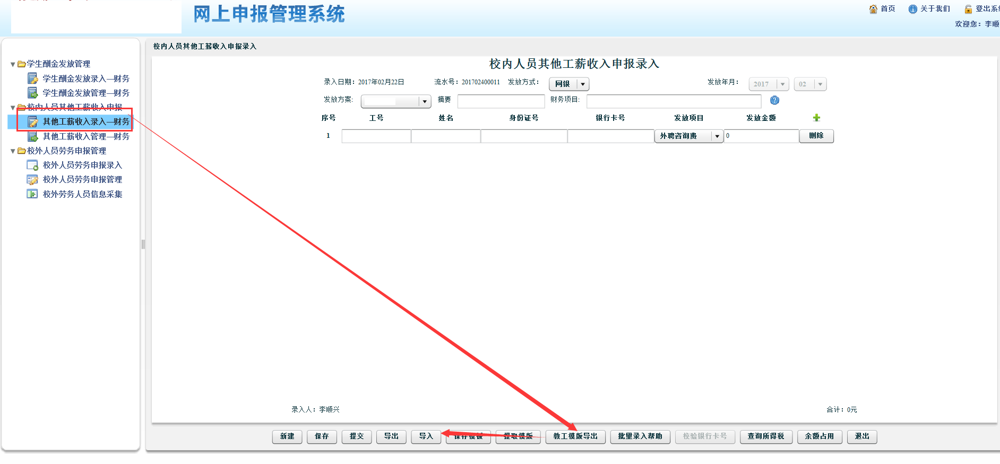 网上申报管理系统
首页 关于我们 登出系
欢迎您：李顺
学生酬金发放管理
学生酬金发放录入—财务
学生酬金发放管理—财务
校内人员其他工薪收入申报
其他工薪收入录入—财务
其他工薪收入管理—财务
校外人员劳务申报管理
校外人员劳务申报录入
校外人员劳务申报管理
校外劳务人员信息采集
校内人员其他工薪收入申报录入
校内人员其他工薪收入申报录入
录入日期：2017年02月22日 流水号：201702400011 发放方式： 网银 发放年月： 2017 02
发放方案: 摘要 财务项目:
序号 工号 姓名 身份证号 银行卡号 发放项目 发放金额
1 外聘咨询费 0 删除
录入人：李顺兴 合计：0元
新建 保存 提交 导出 导入 保存模板 提取模版 教工模版导出 批量录入帮助 校验银行卡号 查询所得税 余额占用 退出